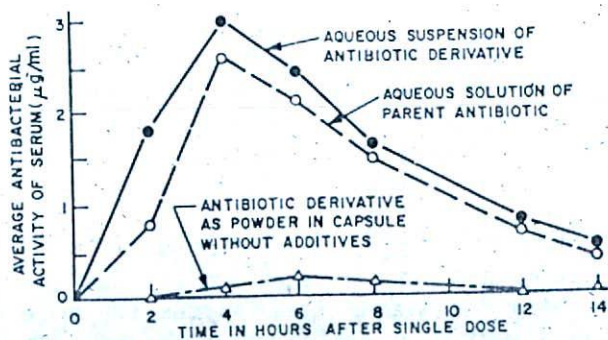 3
2
1
0
AVERAGE ANTIBACTERIAL
ACTIVITY OF SERUM (μg/ml)
AQUEOUS SUSPENSION OF
ANTIBIOTIC DERIVATIVE
AQUEOUS SOLUTION OF
PARENT ANTIBIOTIC
ANTIBIOTIC DERIVATIVE
AS POWDER IN CAPSULE
WITHOUT ADDITIVES
0 2 4 6 8 10 12 14
TIME IN HOURS AFTER SINGLE DOSE